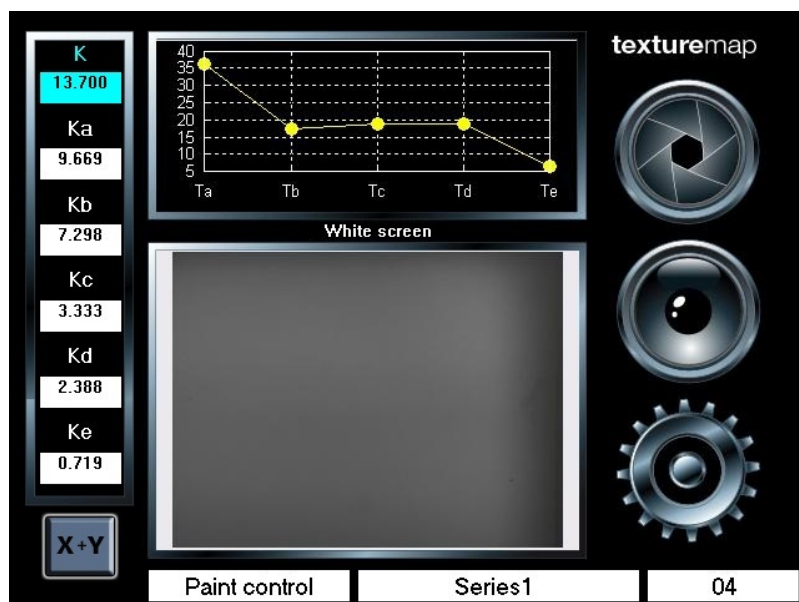 K
13.700
Ka
9.669
Kb
7.298
Kc
3.333
Kd
2.388
Ke
0.719
X+Y
40
35
30
25
20
15
10
5
Ta Tb Tc Td Te
White screen
texturemap
Paint control Series1 04